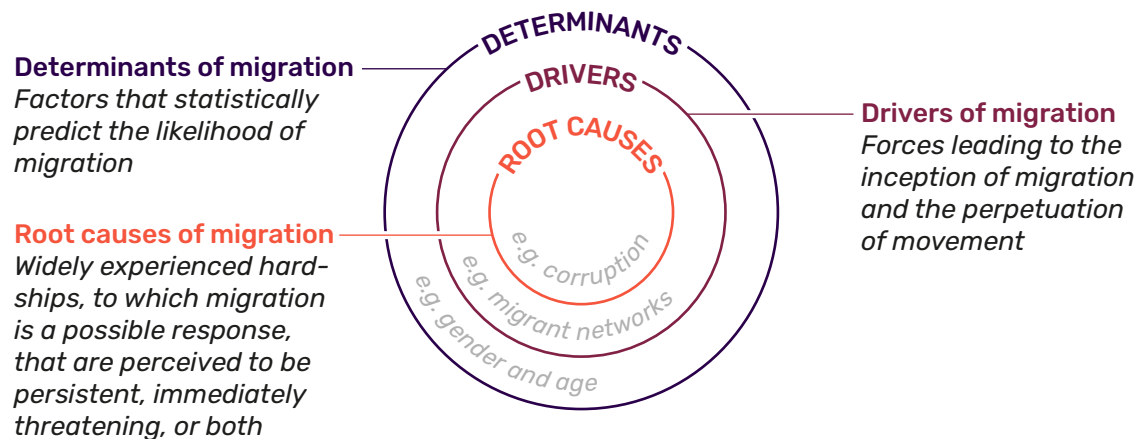 DETERMINANTS
DRIVERS
ROOT CAUSES
e.g. corruption
e.g. migrant networks
e.g. gender and age
Determinants of migration
Factors that statistically
predict the likelihood of
migration
Root causes of migration
Widely experienced hard-
ships, to which migration
is a possible response,
that are perceived to be
persistent, immediately
threatening, or both
Drivers of migration
Forces leading to the
inception of migration
and the perpetuation
of movement